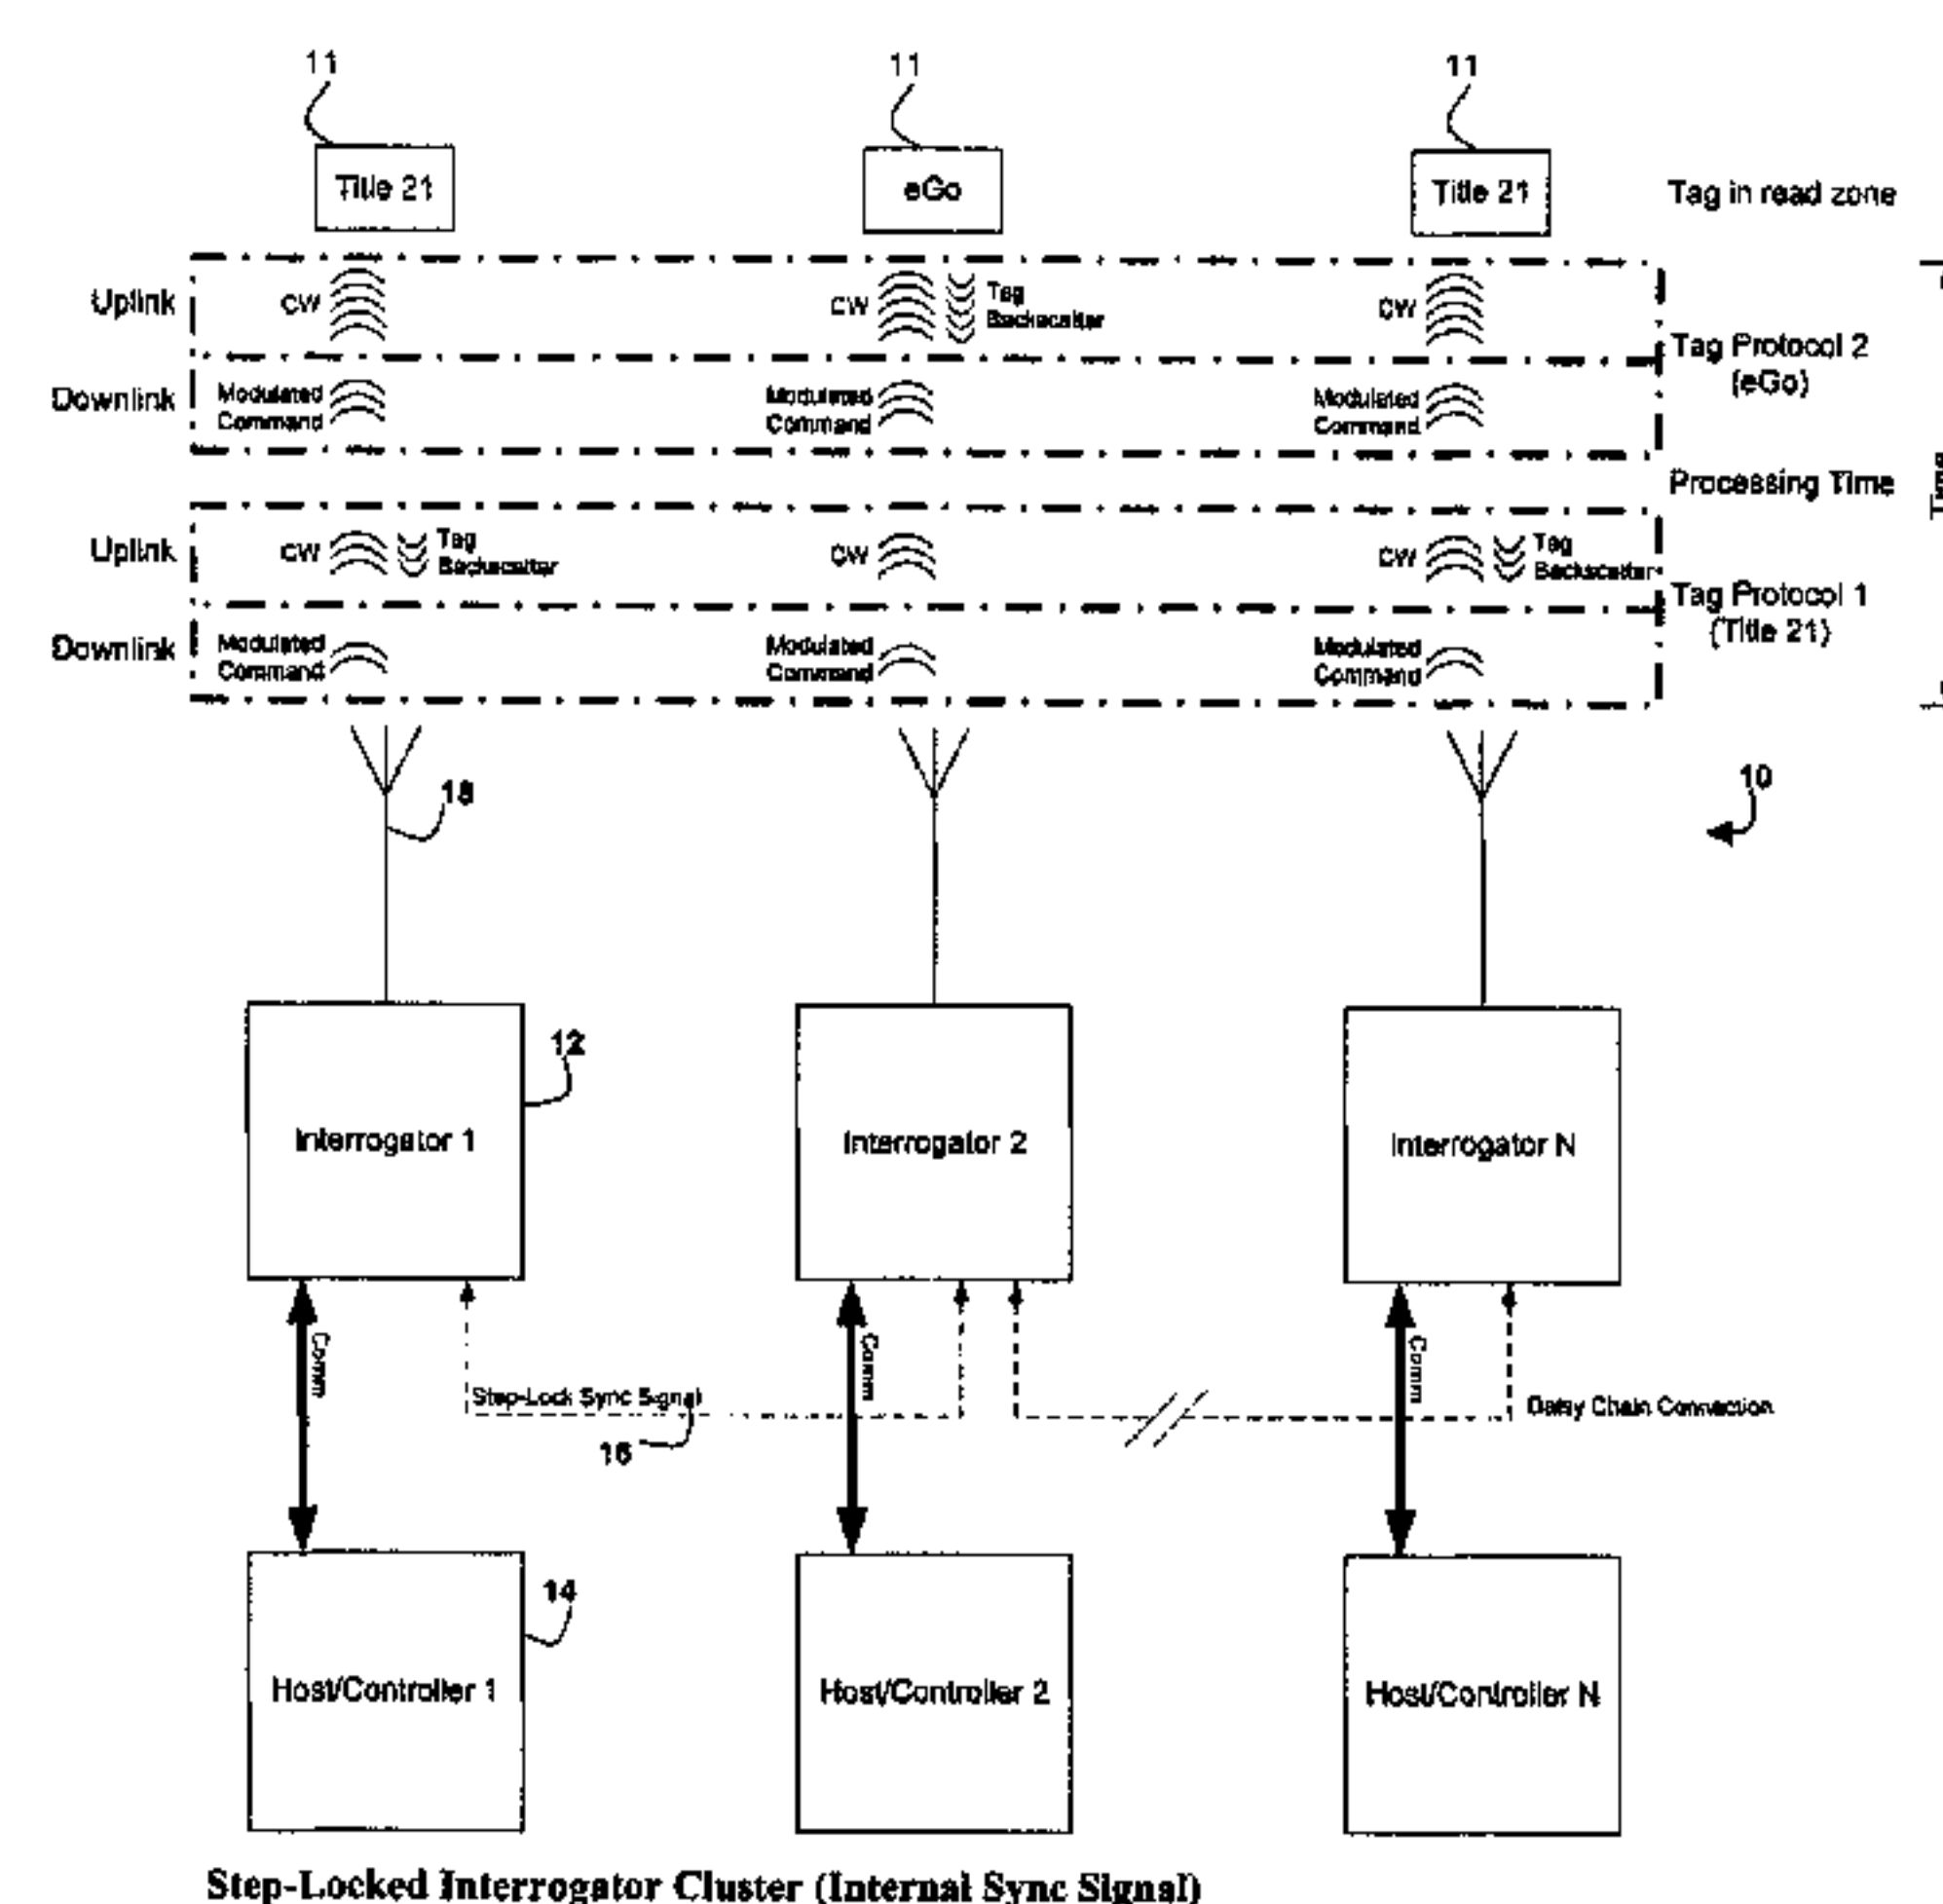 11 11 11
Title 21 eGo Title 21 Tag in read zone
Uplink CW CW Tag Backscatter CW
Tag Protocol 2
(eGo)
Downlink Modulated Command Modulated Command Modulated Command
Processing Time
Time
Uplink CW Tag Backscatter CW CW Tag Backscatter
Tag Protocol 1
(Title 21)
Downlink Modulated Command Modulated Command Modulated Command
18
10
12
Interrogator 1 Interrogator 2 Interrogator N
Comm Comm Comm
Step-Lock Sync Signal Daisy Chain Connection
16
14
Host/Controller 1 Host/Controller 2 Host/Controller N
Step-Locked Interrogator Cluster (Internal Sync Signal)